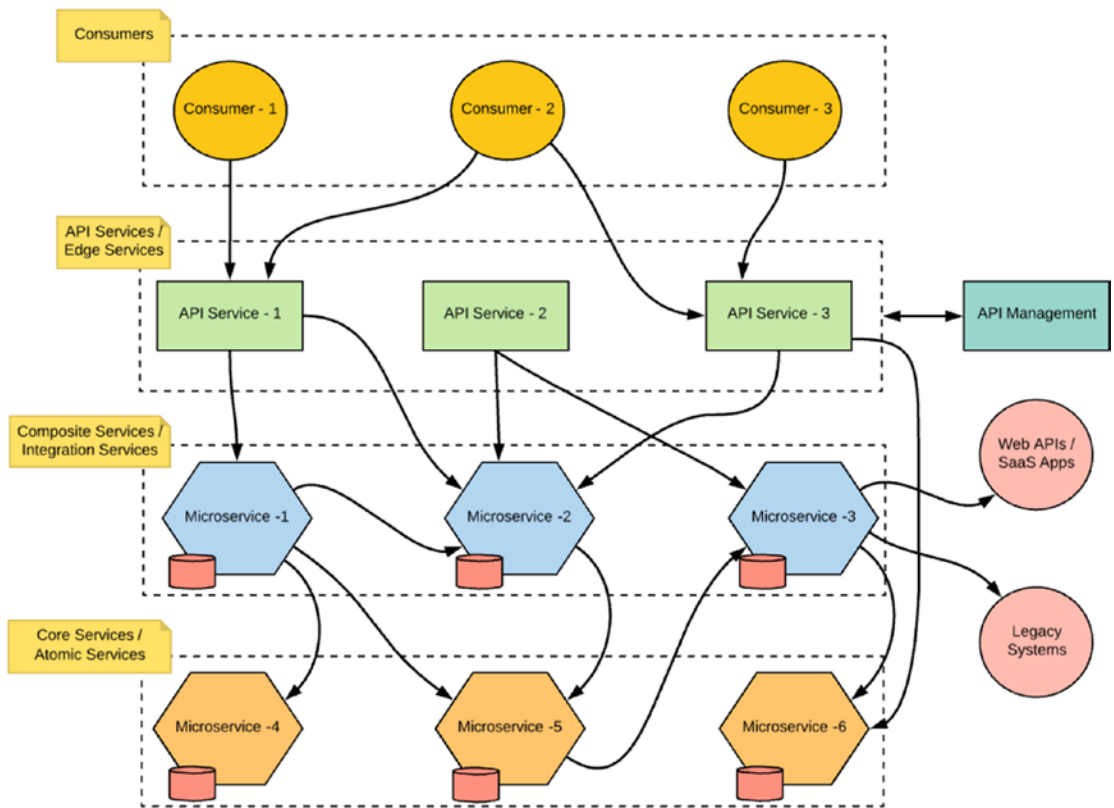 Consumers
Consumer - 1
Consumer - 2
Consumer - 3
API Services /
Edge Services
API Service - 1
API Service - 2
API Service - 3
API Management
Composite Services /
Integration Services
Web APIs /
SaaS Apps
Microservice -1
Microservice -2
Microservice -3
Core Services /
Atomic Services
Legacy
Systems
Microservice -4
Microservice -5
Microservice -6